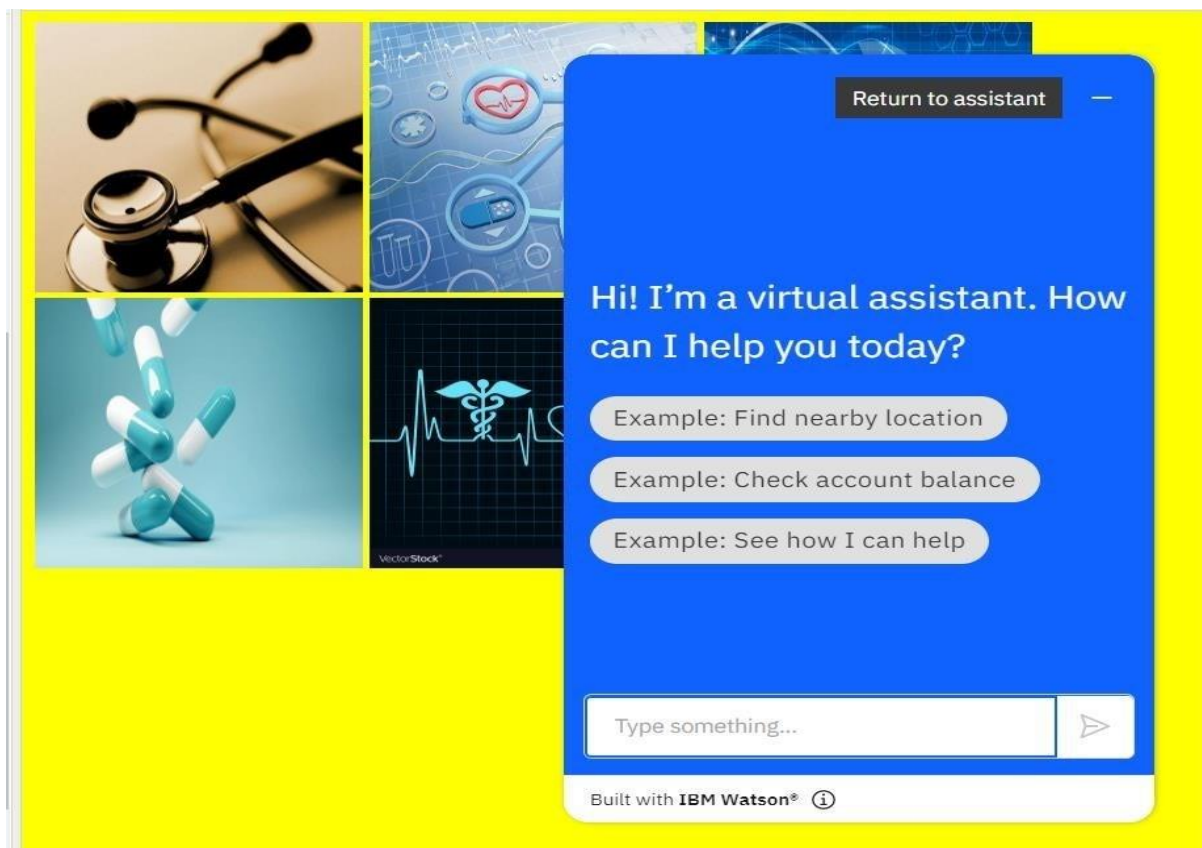 Return to assistant
Hi! I’m a virtual assistant. How
can I help you today?
Example: Find nearby location
Example: Check account balance
Example: See how I can help
Type something...
VectorStock®
Built with IBM Watson®